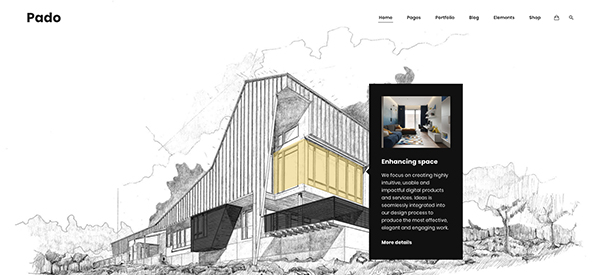 Pado
Home Pages Portfolio Blog Elements Shop
Enhancing space
We focus on creating highly
intuitive, usable and
impactful digital products
and services. Ideas is
seamlessly integrated into
our design process to
produce the most effective,
elegant and engaging work.
More details